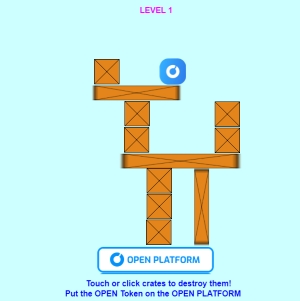 LEVEL 1
OPEN PLATFORM
Touch or click crates to destroy them!
Put the OPEN Token on the OPEN PLATFORM